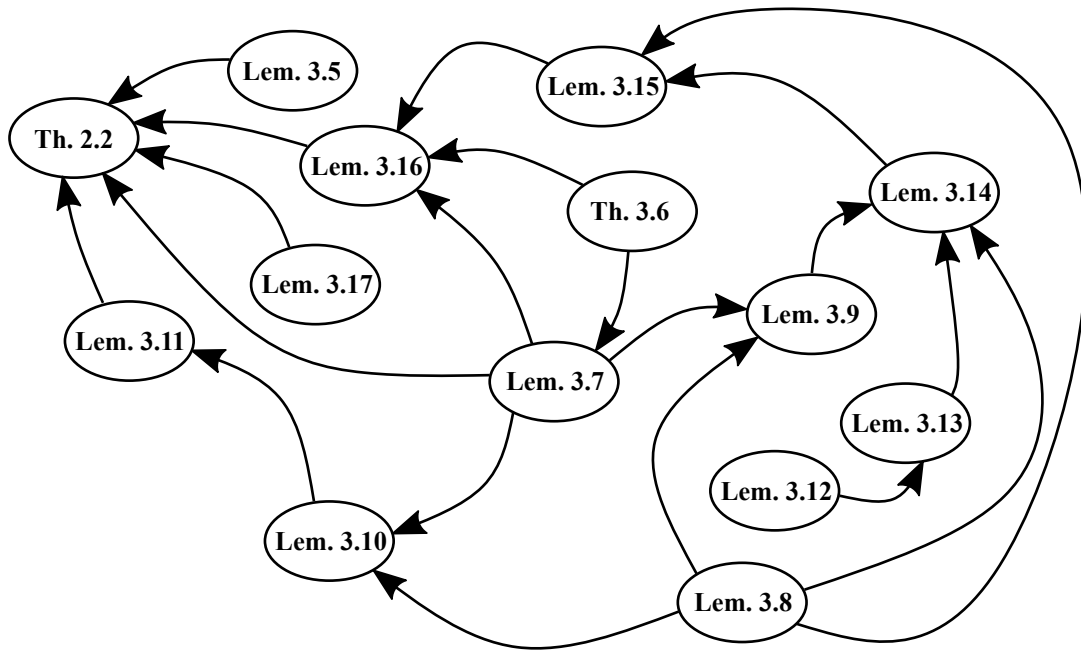 Lem. 3.5
Lem. 3.15
Th. 2.2
Lem. 3.16
Lem. 3.14
Th. 3.6
Lem. 3.17
Lem. 3.9
Lem. 3.11
Lem. 3.7
Lem. 3.13
Lem. 3.12
Lem. 3.10
Lem. 3.8